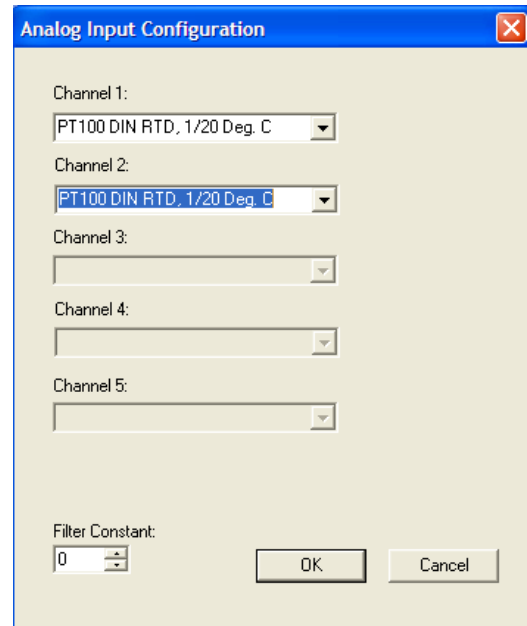 Analog Input Configuration
Channel 1:
PT100 DIN RTD, 1/20 Deg. C
Channel 2:
PT100 DIN RTD, 1/20 Deg. C
Channel 3:
Channel 4:
Channel 5:
Filter Constant:
0
OK
Cancel